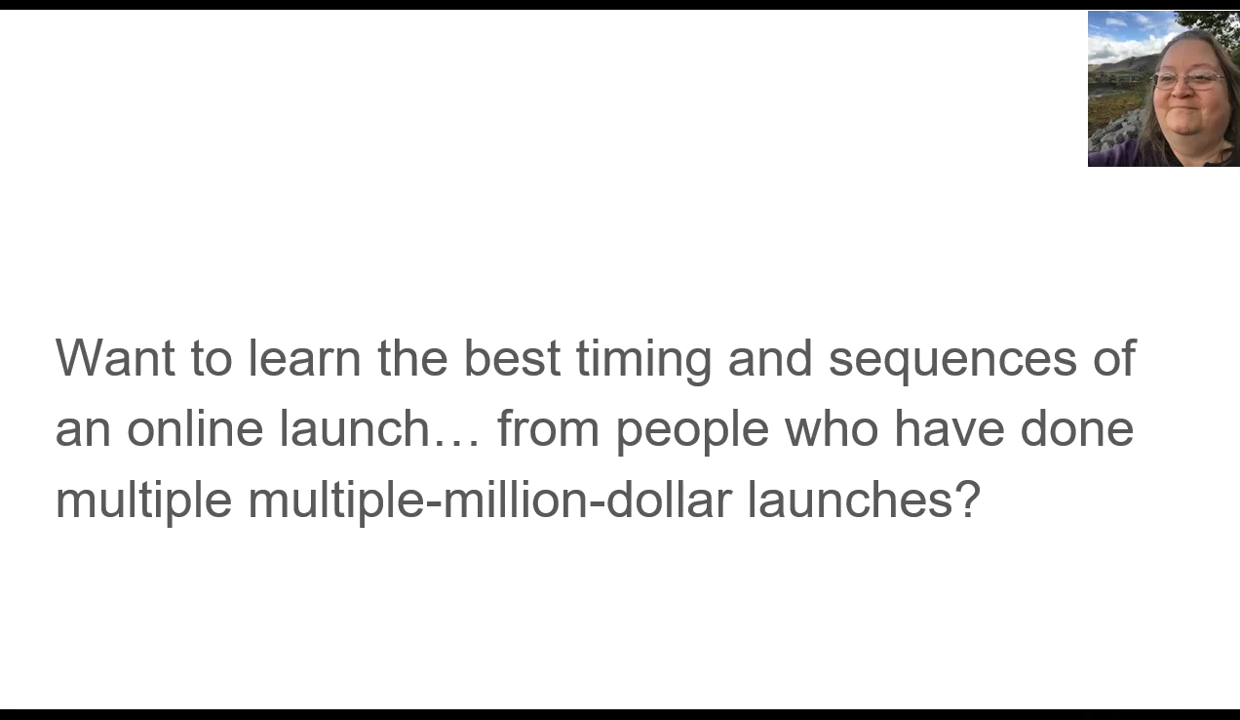 Want to learn the best timing and sequences of
an online launch… from people who have done
multiple multiple-million-dollar launches?